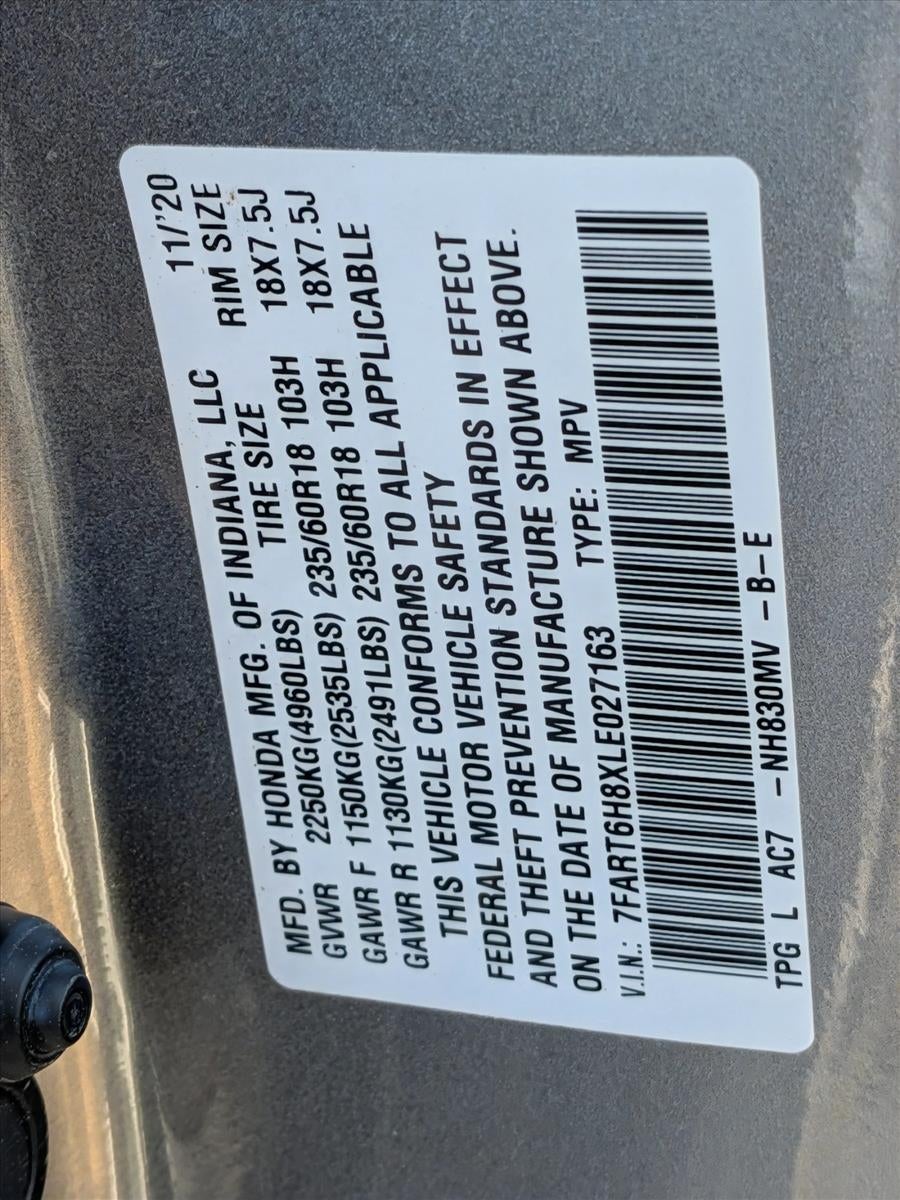 11/'20
MFD. BY HONDA MFG. OF INDIANA, LLC
TIRE SIZE RIM SIZE
GVWR 2250KG(4960LBS)
GAWR F 1150KG(2535LBS) 235/60R18 103H 18X7.5J
GAWR R 1130KG(2491LBS) 235/60R18 103H 18X7.5J
THIS VEHICLE CONFORMS TO ALL APPLICABLE
FEDERAL MOTOR VEHICLE SAFETY
AND THEFT PREVENTION STANDARDS IN EFFECT
ON THE DATE OF MANUFACTURE SHOWN ABOVE.
V.I.N.: 7FART6H8XLE027163 TYPE: MPV
TPG L AC7 -NH830MV -B-E